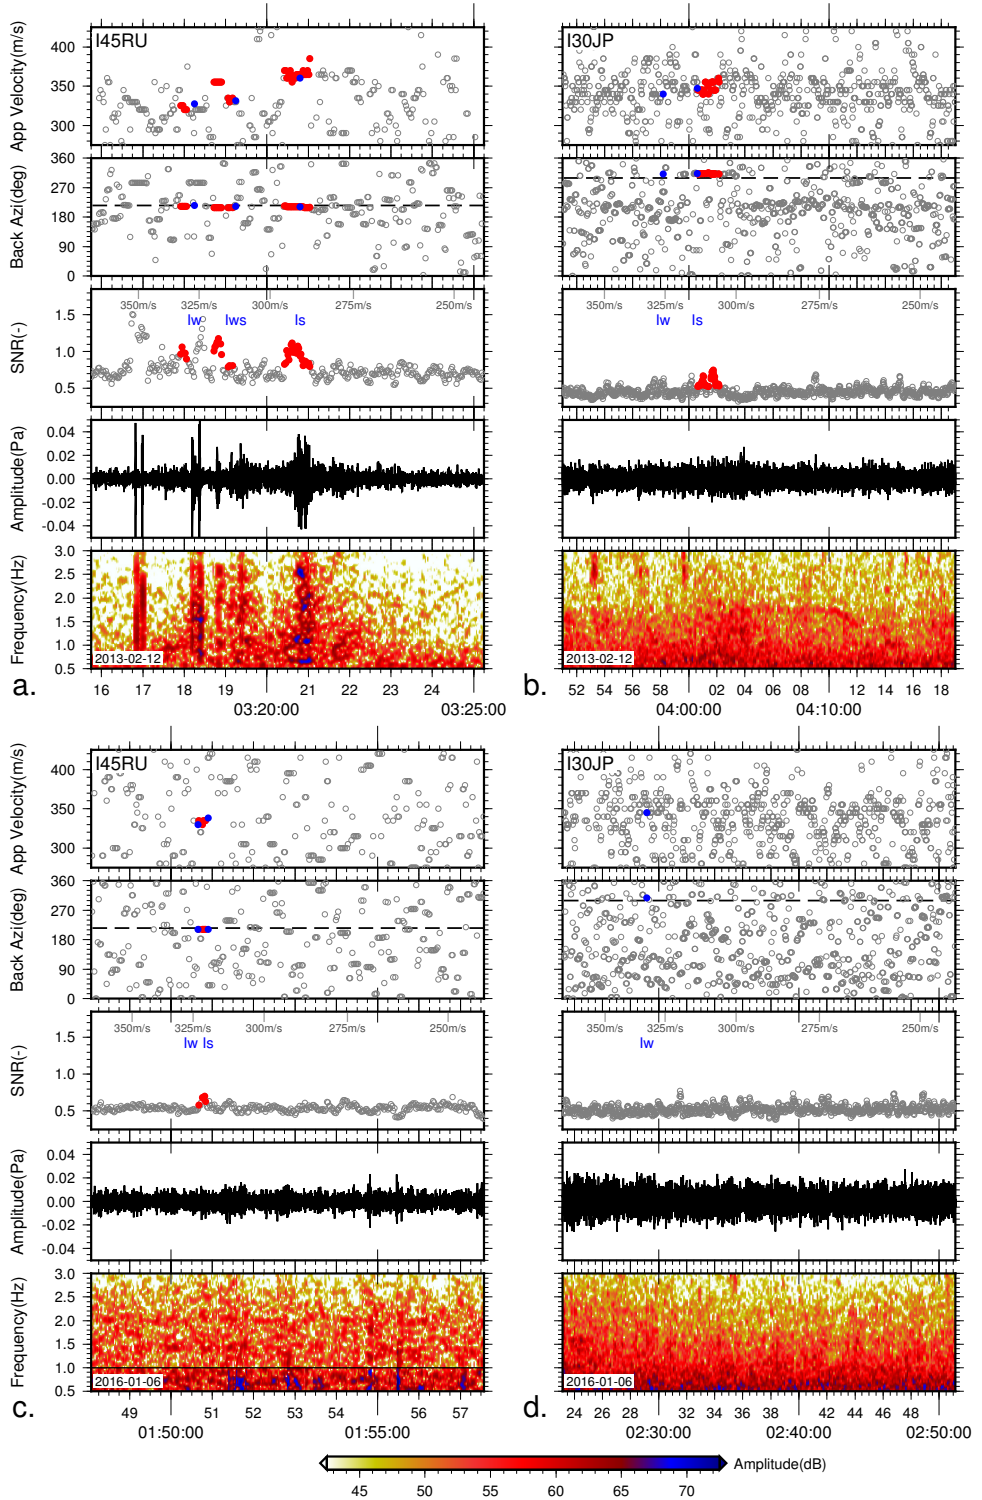 I45RU
App Velocity(m/s)
400
350
300
Back Azi(deg)
360
270
180
90
0
350m/s 325m/s 300m/s 275m/s 250m/s
Iw Iws Is
SNR(-)
1.5
1.0
0.5
Amplitude(Pa)
0.04
0.02
0.00
-0.02
-0.04
Frequency(Hz)
3.0
2.5
2.0
1.5
1.0
0.5
2013-02-12
a.
16 17 18 19 21 22 23 24
03:20:00 03:25:00
I30JP
350m/s 325m/s 300m/s 275m/s 250m/s
Iw Is
2013-02-12
b.
52 54 56 58 02 04 06 08 12 14 16 18
04:00:00 04:10:00
I45RU
App Velocity(m/s)
400
350
300
Back Azi(deg)
360
270
180
90
0
350m/s 325m/s 300m/s 275m/s 250m/s
Iw Is
SNR(-)
1.5
1.0
0.5
Amplitude(Pa)
0.04
0.02
0.00
-0.02
-0.04
Frequency(Hz)
3.0
2.5
2.0
1.5
1.0
0.5
2016-01-06
c.
49 51 52 53 54 56 57
01:50:00 01:55:00
I30JP
350m/s 325m/s 300m/s 275m/s 250m/s
Iw
2016-01-06
d.
24 26 28 32 34 36 38 42 44 46 48
02:30:00 02:40:00 02:50:00
45 50 55 60 65 70
Amplitude(dB)